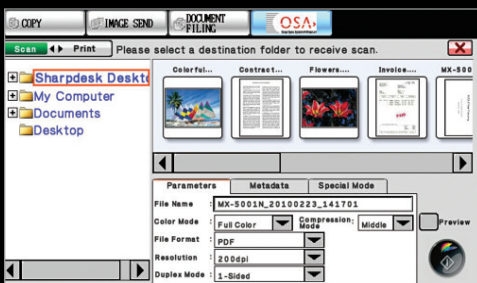 COPY IMAGE SEND DOCUMENT FILING OSA
Scan Print Please select a destination folder to receive scan. X
Sharpdesk Deskt
My Computer
Documents
Desktop
Colorful... Contract... Flowers.... Invoice.... MX-500
Parameters Metadata Special Mode
File Name : MX-5001N_20100223_141701
Color Mode : Full Color Compression: Mode Middle Preview
File Format : PDF
Resolution : 200dpi
Duplex Mode : 1-Sided